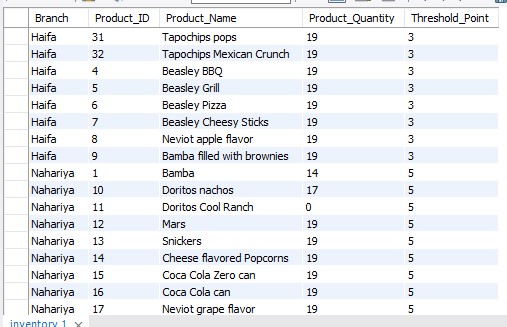 Branch Product_ID Product_Name Product_Quantity Threshold_Point
Haifa 31 Tapochips pops 19 3
Haifa 32 Tapochips Mexican Crunch 19 3
Haifa 4 Beasley BBQ 19 3
Haifa 5 Beasley Grill 19 3
Haifa 6 Beasley Pizza 19 3
Haifa 7 Beasley Cheesy Sticks 19 3
Haifa 8 Neviot apple flavor 19 3
Haifa 9 Bamba filled with brownies 19 3
Nahariya 1 Bamba 14 5
Nahariya 10 Doritos nachos 17 5
Nahariya 11 Doritos Cool Ranch 0 5
Nahariya 12 Mars 19 5
Nahariya 13 Snickers 19 5
Nahariya 14 Cheese flavored Popcorns 19 5
Nahariya 15 Coca Cola Zero can 19 5
Nahariya 16 Coca Cola can 19 5
Nahariya 17 Neviot grape flavor 19 5
inventory 1